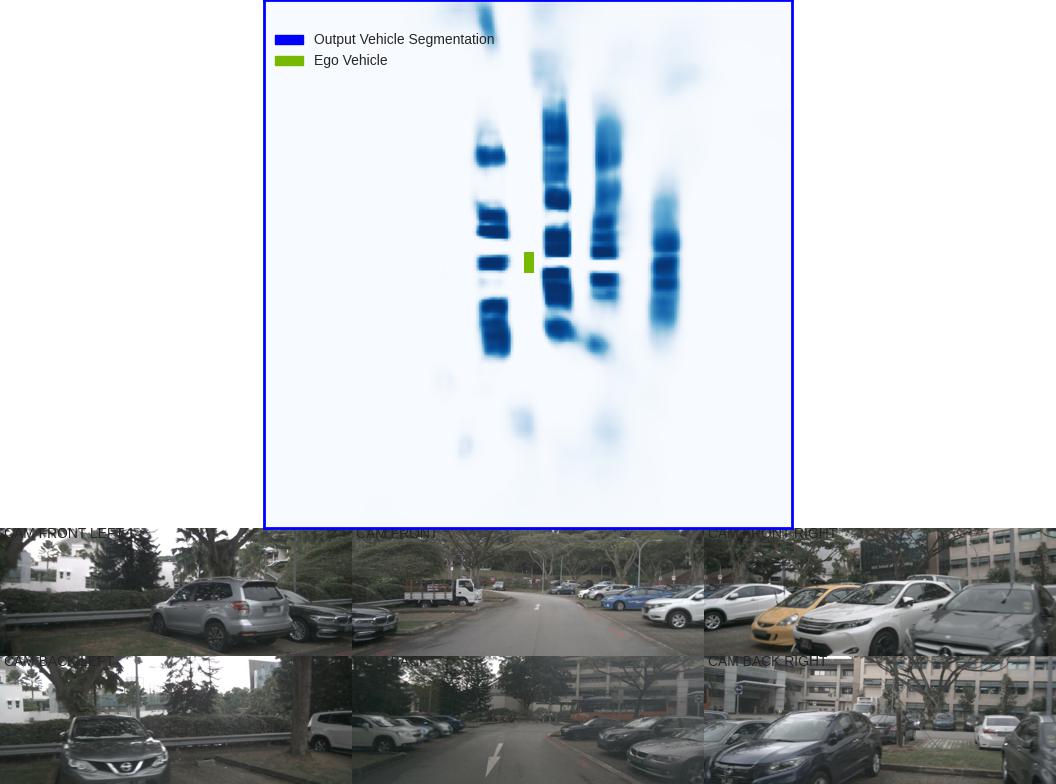 Output Vehicle Segmentation
Ego Vehicle
CAM FRONT LEFT
CAM FRONT
CAM FRONT RIGHT
CAM BACK LEFT
CAM BACK RIGHT